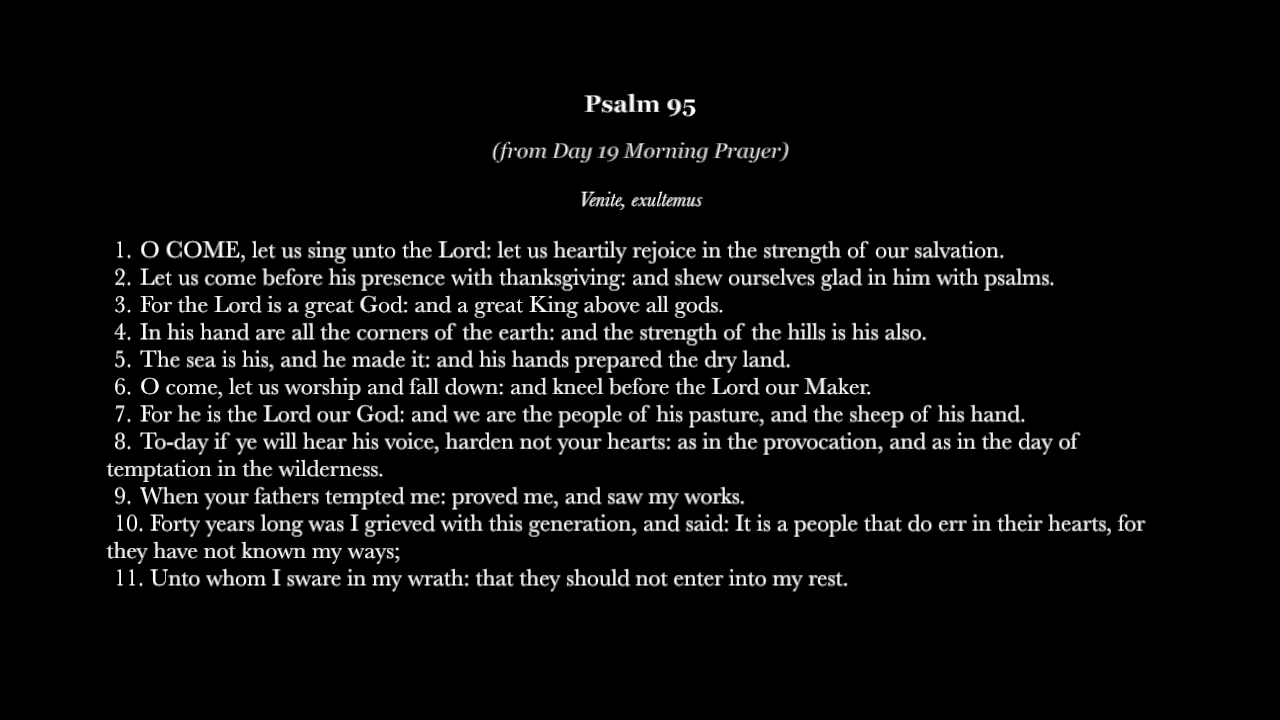 Psalm 95
(from Day 19 Morning Prayer)
Venite, exultemus
1. O COME, let us sing unto the Lord: let us heartily rejoice in the strength of our salvation.
2. Let us come before his presence with thanksgiving: and shew ourselves glad in him with psalms.
3. For the Lord is a great God: and a great King above all gods.
4. In his hand are all the corners of the earth: and the strength of the hills is his also.
5. The sea is his, and he made it: and his hands prepared the dry land.
6. O come, let us worship and fall down: and kneel before the Lord our Maker.
7. For he is the Lord our God: and we are the people of his pasture, and the sheep of his hand.
8. To-day if ye will hear his voice, harden not your hearts: as in the provocation, and as in the day of
temptation in the wilderness.
9. When your fathers tempted me: proved me, and saw my works.
10. Forty years long was I grieved with this generation, and said: It is a people that do err in their hearts, for
they have not known my ways;
11. Unto whom I sware in my wrath: that they should not enter into my rest.